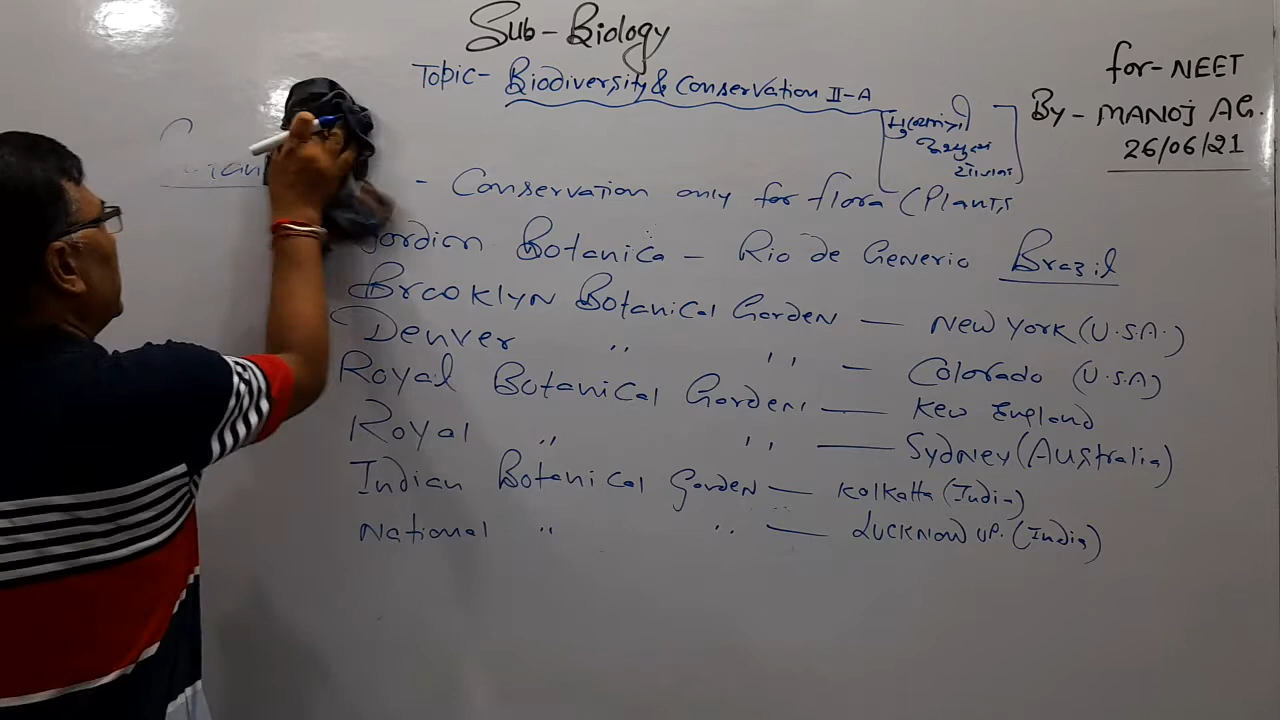 Sub- Biology
Topic- Biodiversity & Conservation II-A
for- NEET
By - MANOJ AG.
26/06/21
- Conservation only for flora (Plants
Jordian Botanica - Rio de Generio Brazil
Brooklyn Botanical Garden — New York (U.S.A.)
Denver " " — Colorado (U.S.A)
Royal Botanical Garden — Kew England
Royal " " — Sydney (Australia)
Indian Botanical Garden — Kolkatta (India)
National " " — Lucknow UP. (India)